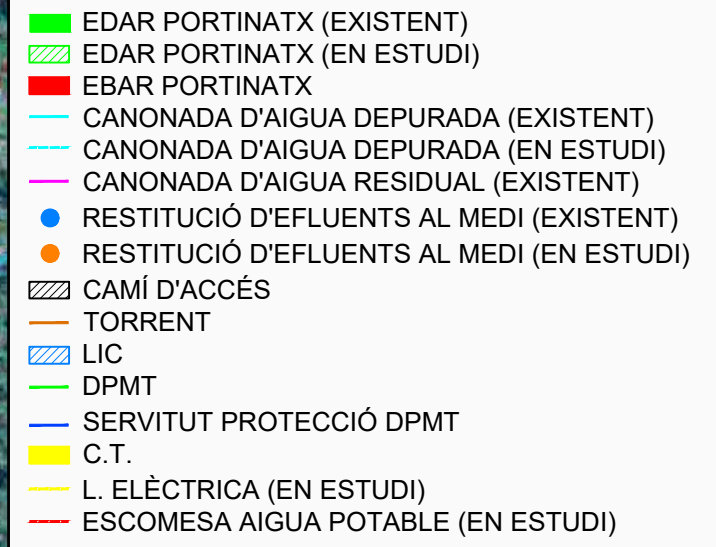 EDAR PORTINATX (EXISTENT)
EDAR PORTINATX (EN ESTUDI)
EBAR PORTINATX
CANONADA D'AIGUA DEPURADA (EXISTENT)
CANONADA D'AIGUA DEPURADA (EN ESTUDI)
CANONADA D'AIGUA RESIDUAL (EXISTENT)
RESTITUCIÓ D'EFLUENTS AL MEDI (EXISTENT)
RESTITUCIÓ D'EFLUENTS AL MEDI (EN ESTUDI)
CAMÍ D'ACCÉS
TORRENT
LIC
DPMT
SERVITUT PROTECCIÓ DPMT
C.T.
L. ELÈCTRICA (EN ESTUDI)
ESCOMESA AIGUA POTABLE (EN ESTUDI)